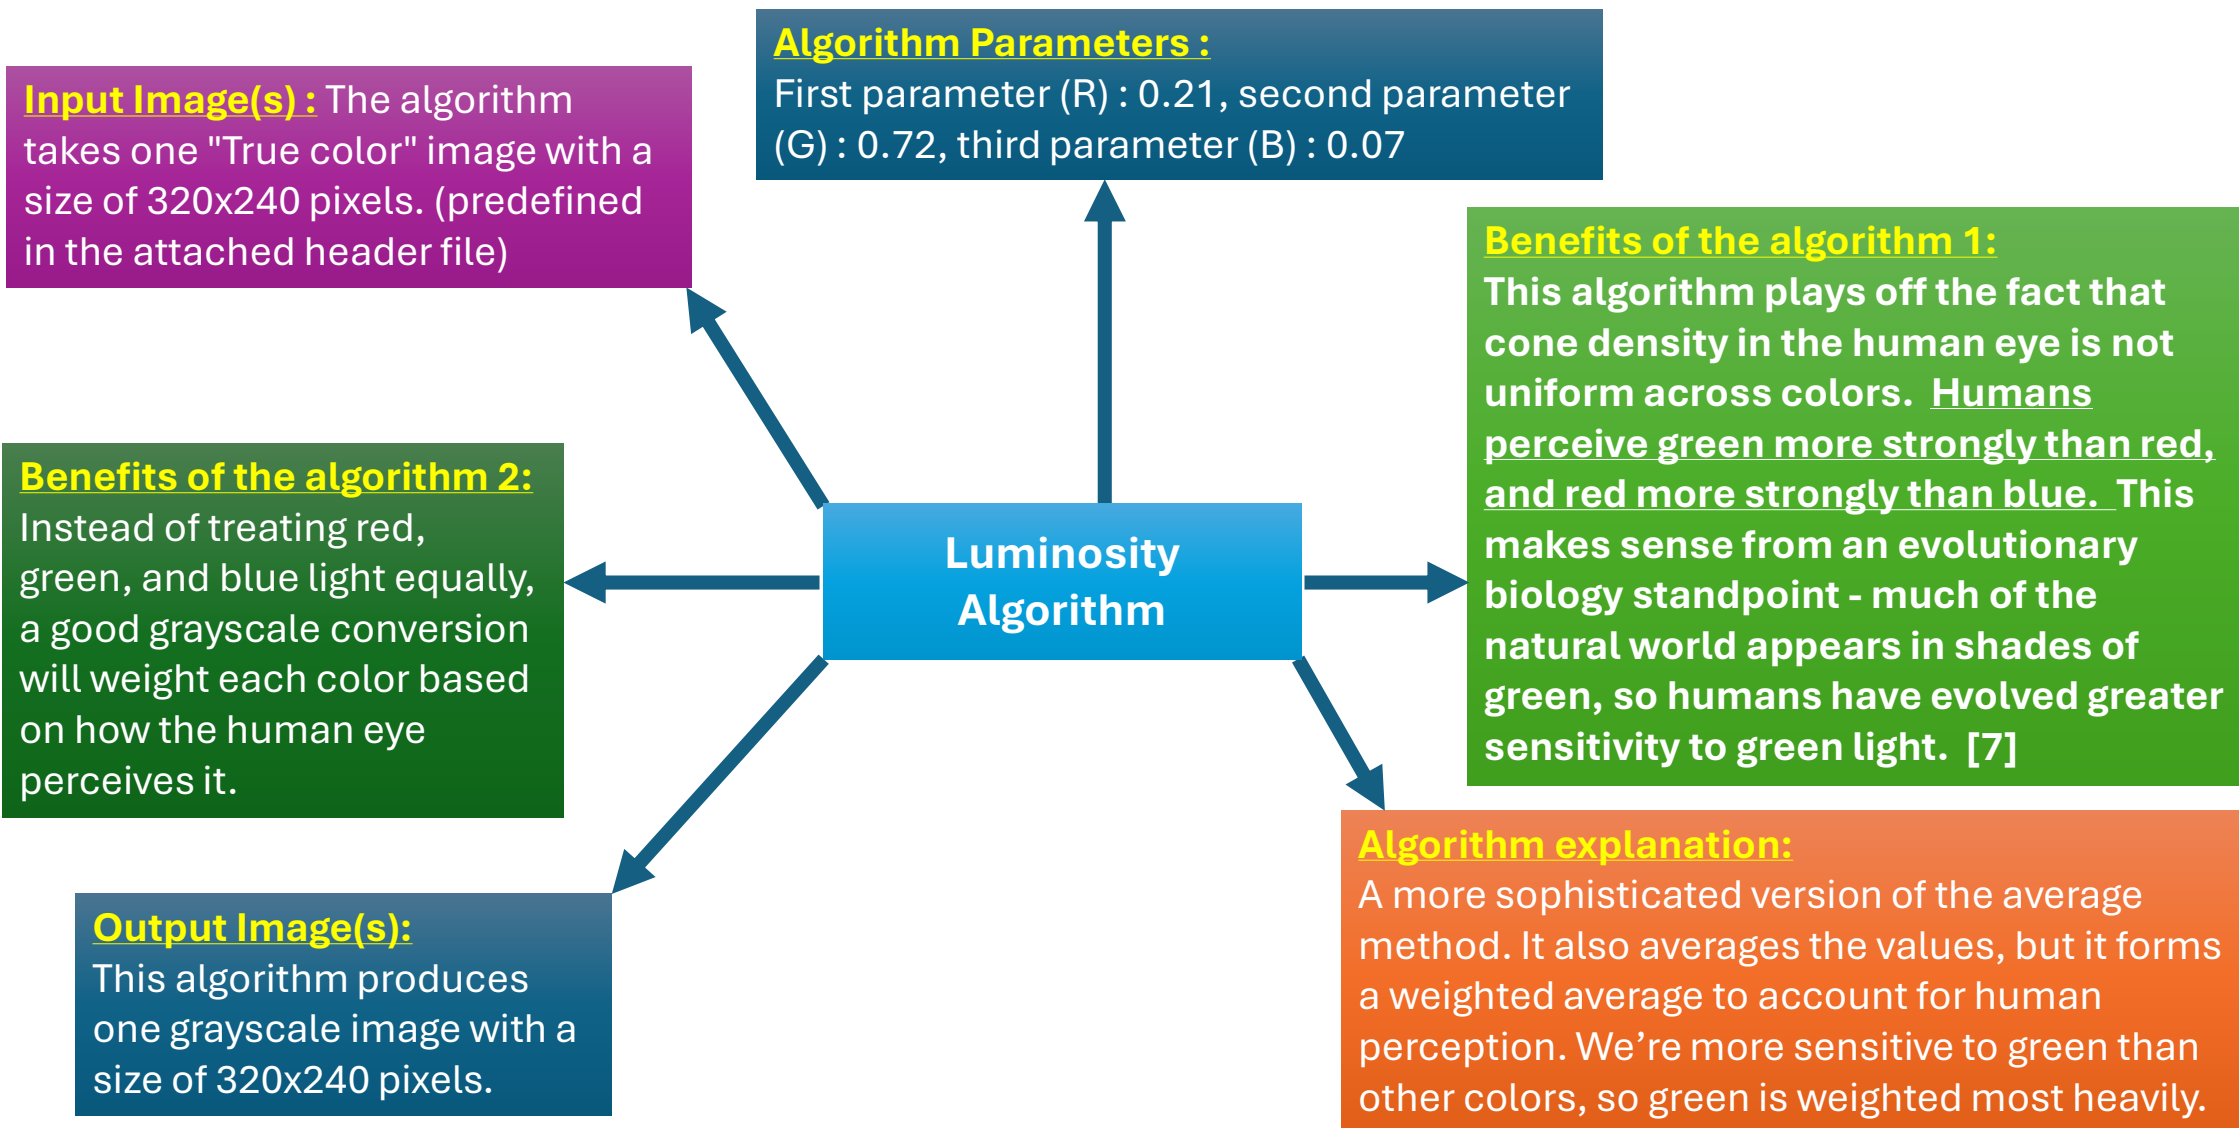 Algorithm Parameters :
First parameter (R) : 0.21, second parameter
(G) : 0.72, third parameter (B) : 0.07
Input Image(s) : The algorithm
takes one "True color" image with a
size of 320x240 pixels. (predefined
in the attached header file)
Benefits of the algorithm 1:
This algorithm plays off the fact that
cone density in the human eye is not
uniform across colors.  Humans
perceive green more strongly than red,
and red more strongly than blue.  This
makes sense from an evolutionary
biology standpoint - much of the
natural world appears in shades of
green, so humans have evolved greater
sensitivity to green light.  [7]
Benefits of the algorithm 2:
Instead of treating red,
green, and blue light equally,
a good grayscale conversion
will weight each color based
on how the human eye
perceives it.
Luminosity
Algorithm
Output Image(s):
This algorithm produces
one grayscale image with a
size of 320x240 pixels.
Algorithm explanation:
A more sophisticated version of the average
method. It also averages the values, but it forms
a weighted average to account for human
perception. We’re more sensitive to green than
other colors, so green is weighted most heavily.